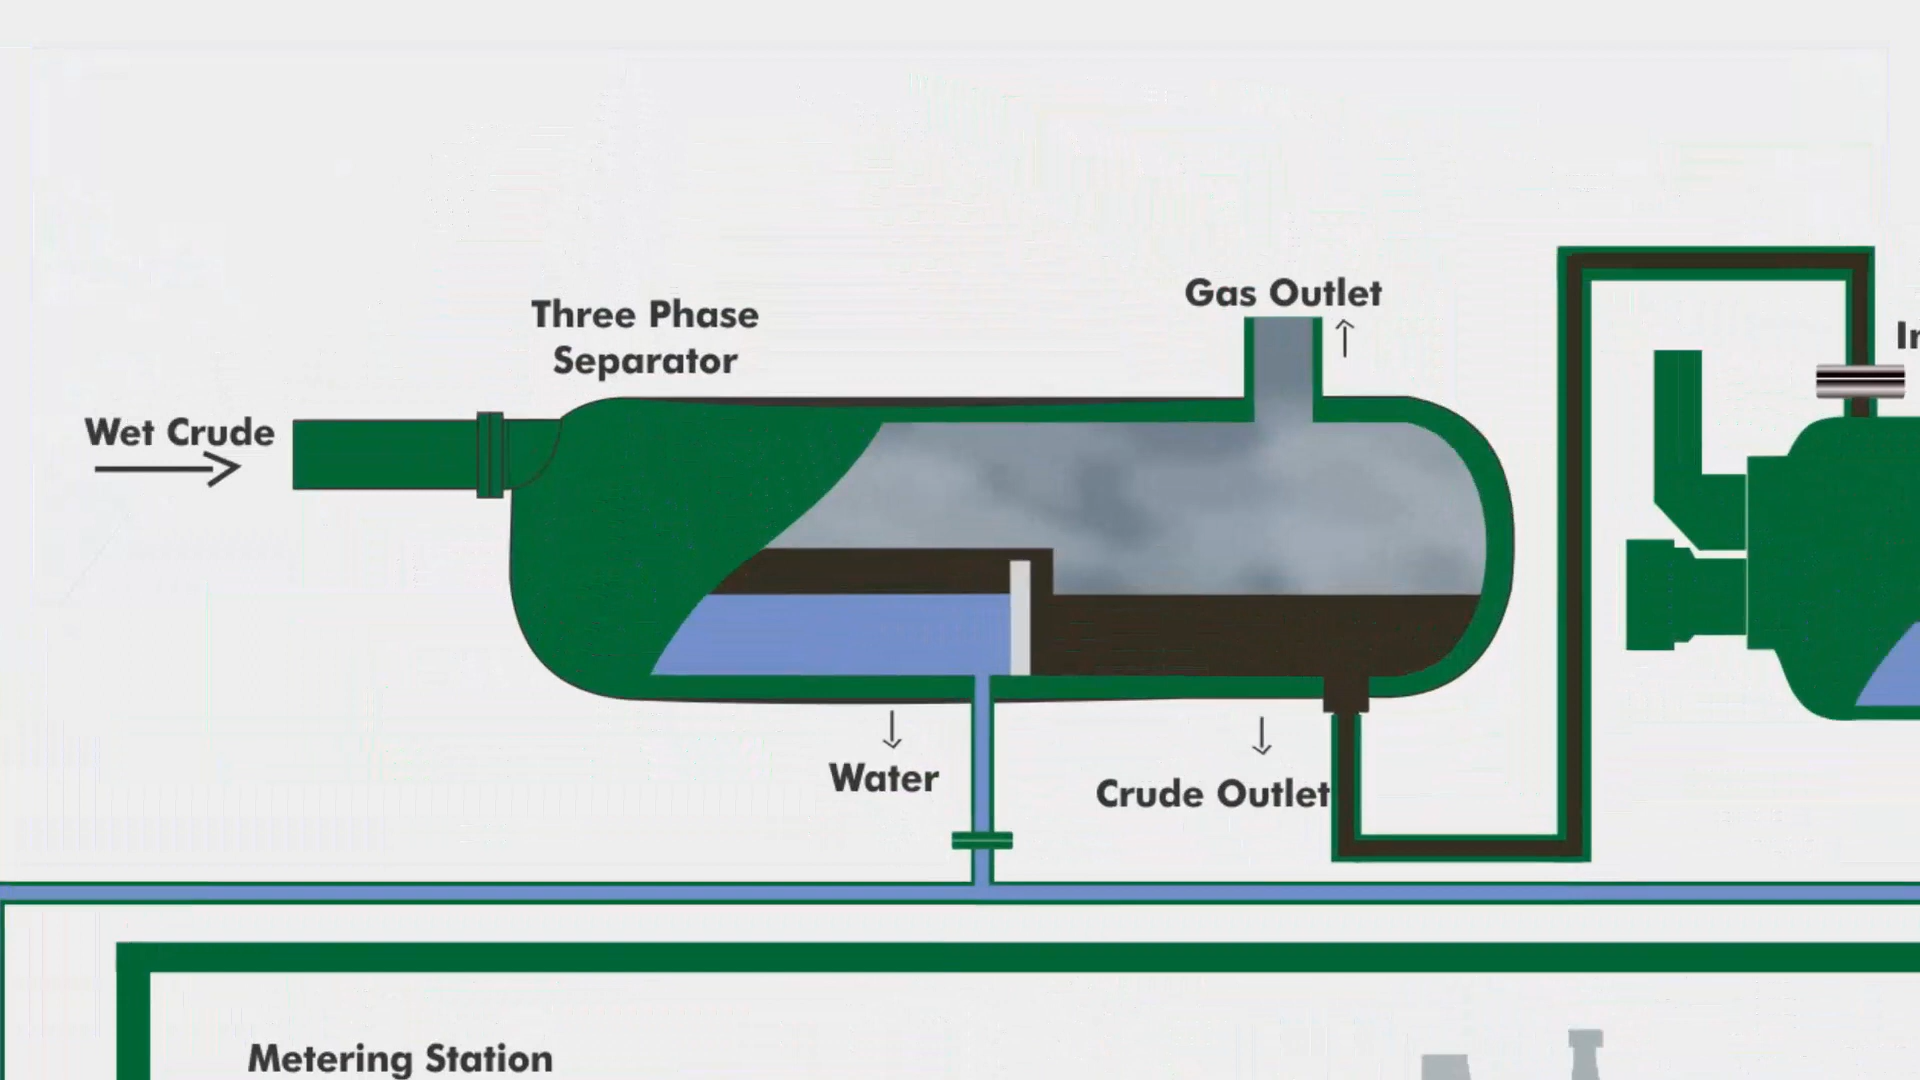 Gas Outlet
Three Phase
Separator
Wet Crude
Water
Crude Outlet
Metering Station